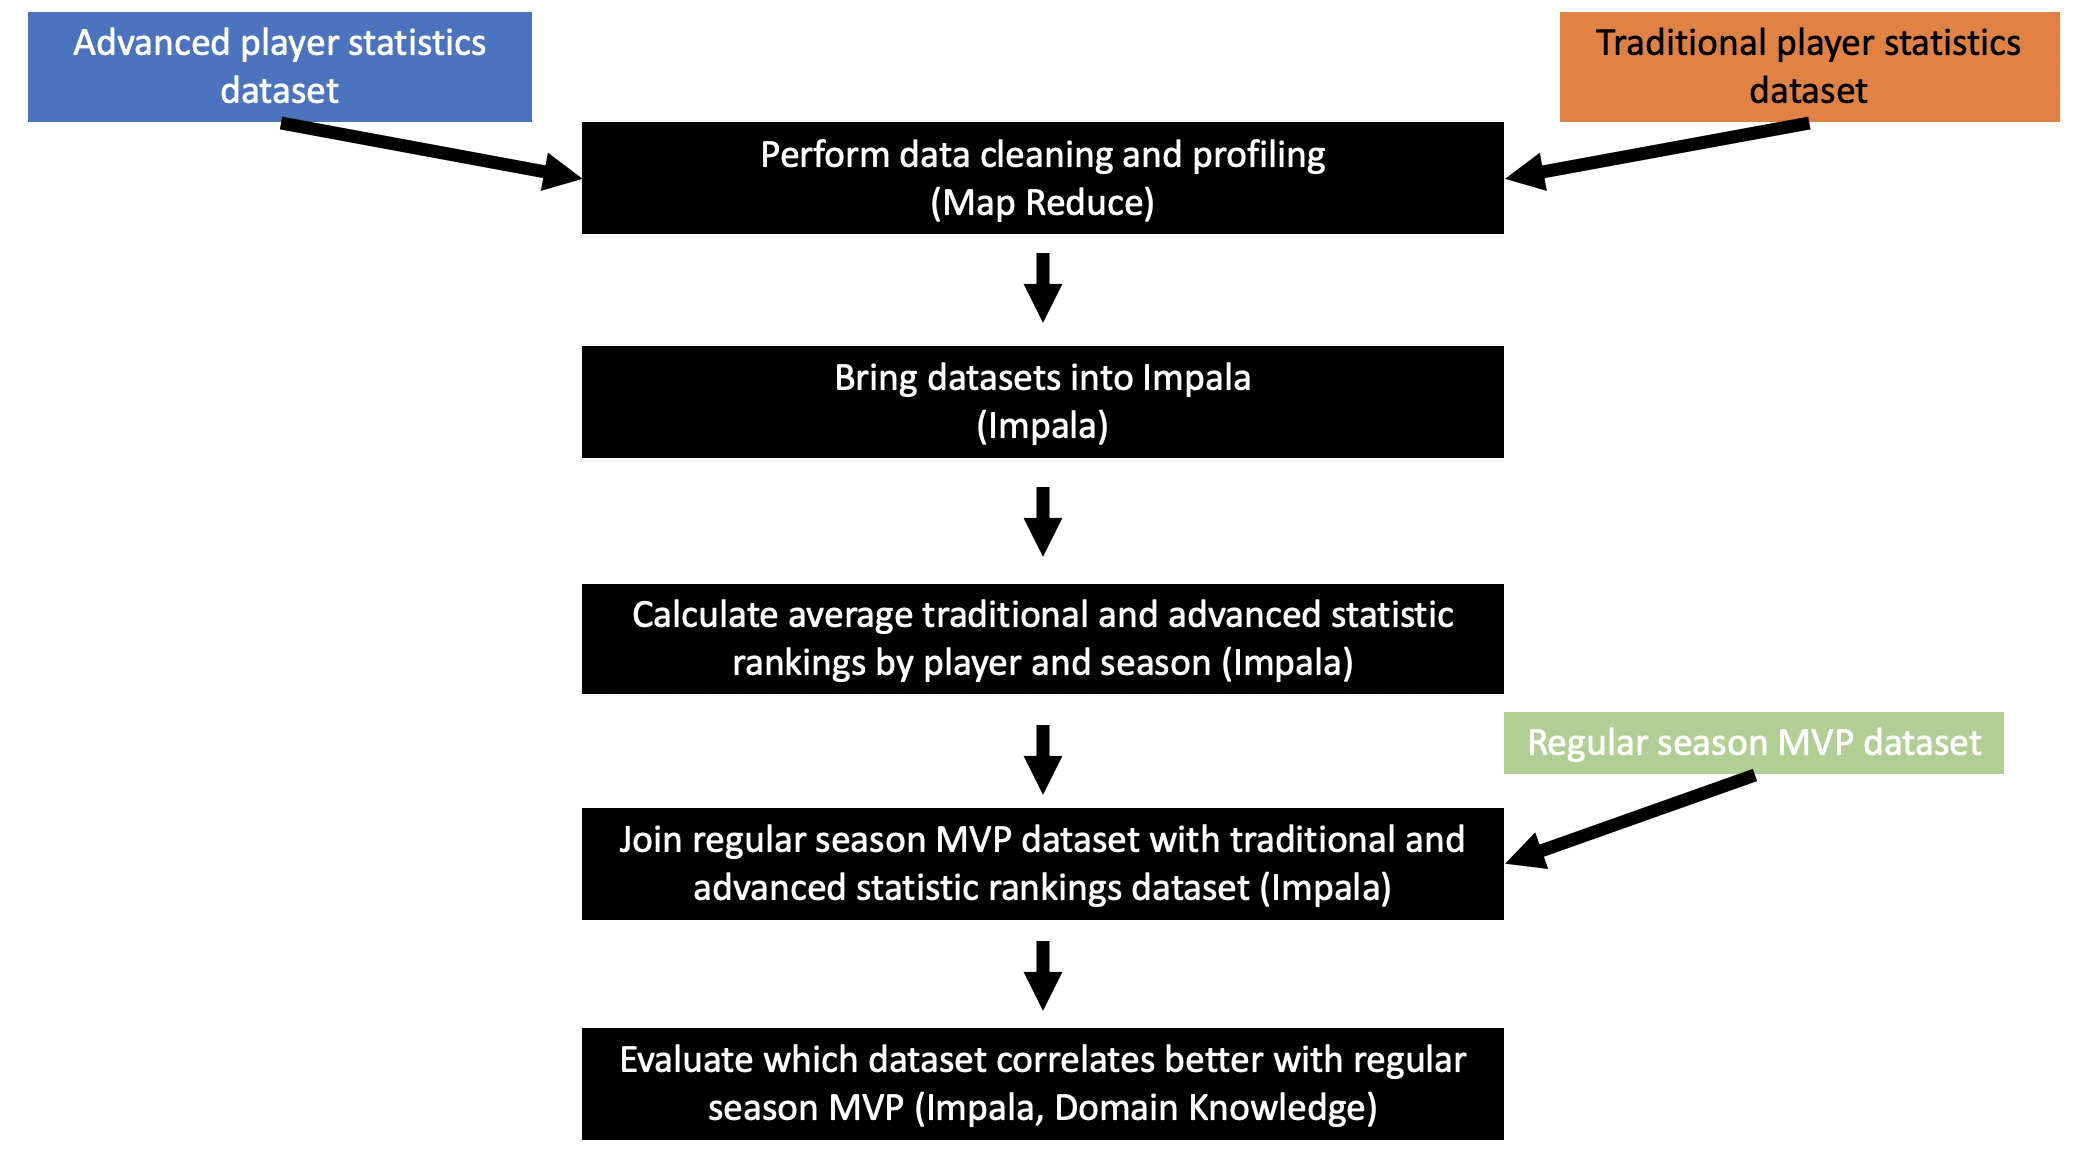 Advanced player statistics
dataset
Traditional player statistics
dataset
Perform data cleaning and profiling
(Map Reduce)
Bring datasets into Impala
(Impala)
Calculate average traditional and advanced statistic
rankings by player and season (Impala)
Regular season MVP dataset
Join regular season MVP dataset with traditional and
advanced statistic rankings dataset (Impala)
Evaluate which dataset correlates better with regular
season MVP (Impala, Domain Knowledge)